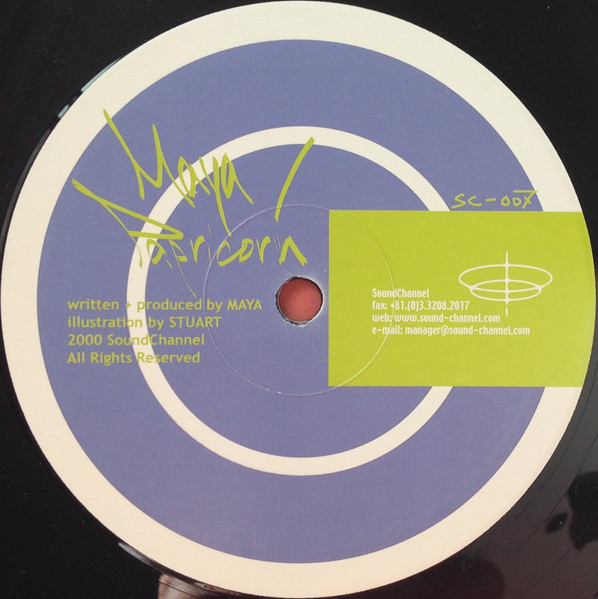 Maya /
Capricorn
sc-007
written + produced by MAYA
illustration by STUART
2000 SoundChannel
All Rights Reserved
SoundChannel
fax: +81.(0)3.3208.2017
web; www.sound-channel.com
e-mail: manager@sound-channel.com